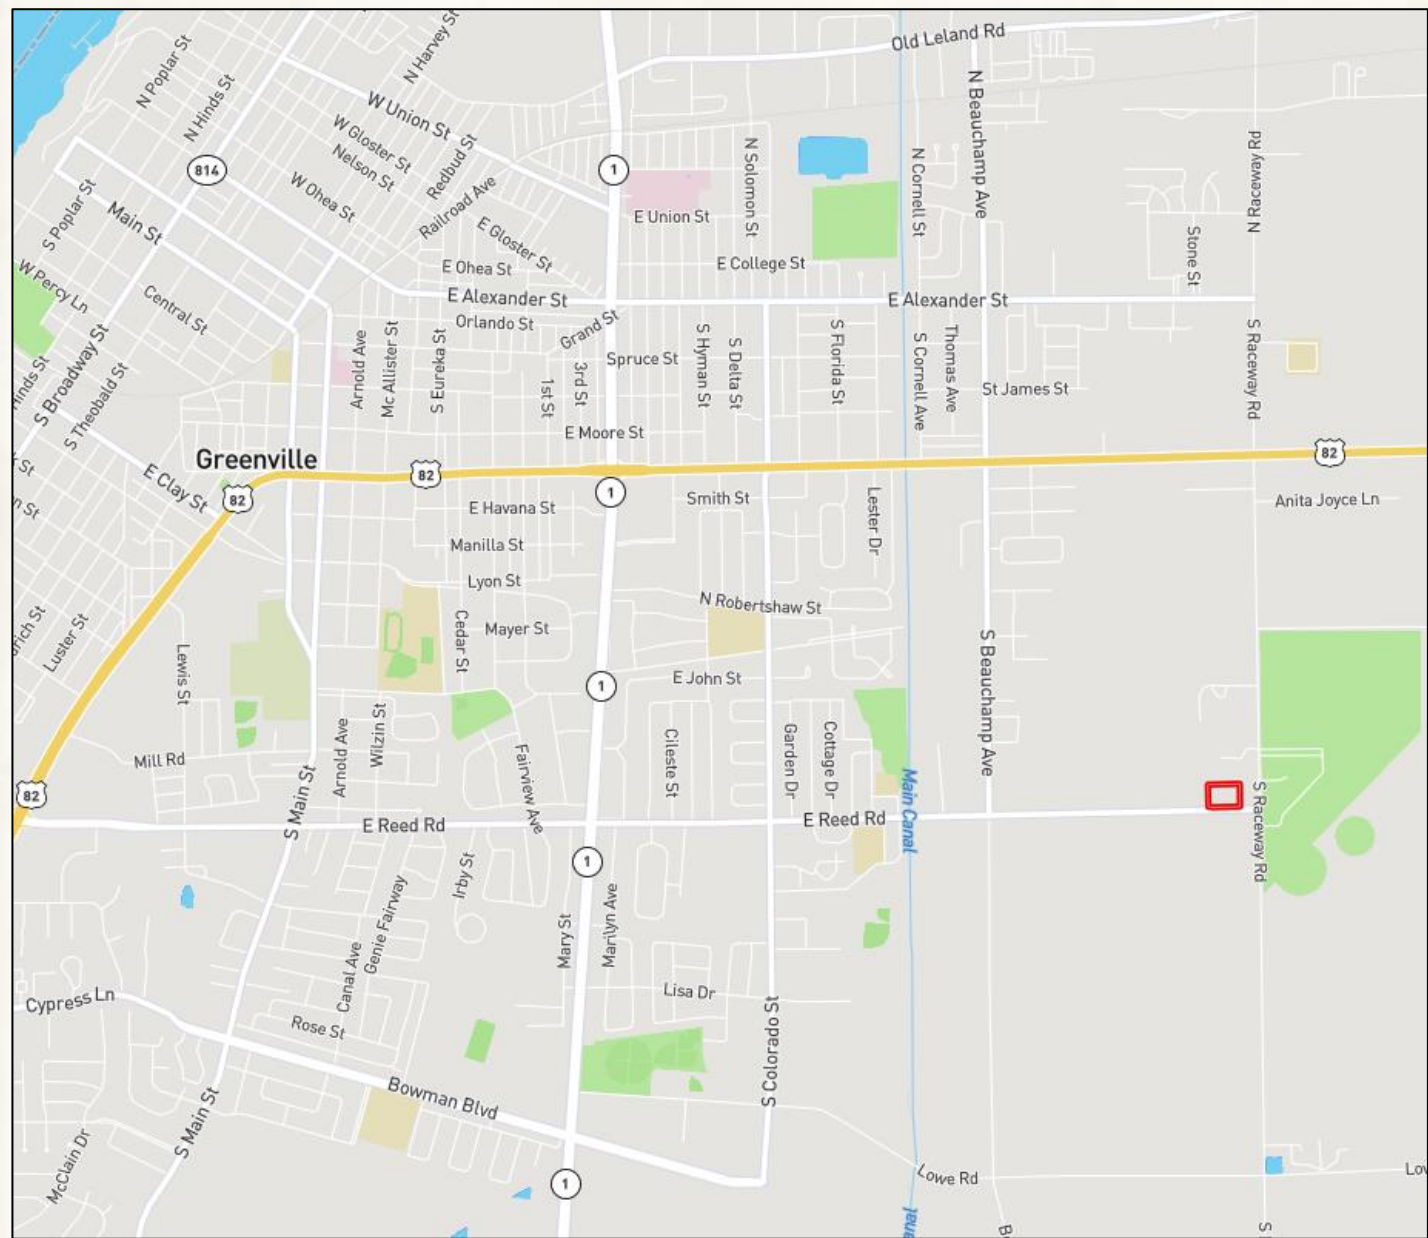 Old Leland Rd
N Poplar St
N Hinds St
N Harvey St
W Union St
W Gloster St
Nelson St
Redbud St
N Solomon St
N Cornell St
N Beauchamp Ave
N Raceway Rd
814
1
W Ohea St
Railroad Ave
E Union St
S Poplar St
Main St
E Gloster St
E Ohea St
E College St
Stone St
W Percy Ln
Central St
E Alexander St
E Alexander St
Orlando St
Grand St
Arnold Ave
Mc Allister St
S Eureka St
Spruce St
3rd St
1st St
S Hyman St
S Delta St
S Florida St
S Cornell Ave
Thomas Ave
St James St
S Raceway Rd
Hinds St
S Broadway St
S Theobald St
E Moore St
Greenville
82
82
82
E Clay St
1
E Havana St
Smith St
Lester Dr
Anita Joyce Ln
Manilla St
Lyon St
N Robertshaw St
Cedar St
Mayer St
Luster St
Lewis St
E John St
1
S Beauchamp Ave
Arnold Ave
Wilzin St
Fairview Ave
Cileste St
Garden Dr
Cottage Dr
Mill Rd
82
S Main St
E Reed Rd
E Reed Rd
Main Canal
S Raceway Rd
1
Irby St
Genie Fairway
Canal Ave
Mary St
Marilyn Ave
Cypress Ln
Rose St
Lisa Dr
S Colorado St
Bowman Blvd
S Main St
McClain Dr
1
Lowe Rd